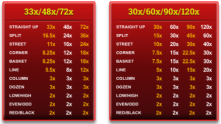 33x/48x/72x
STRAIGHT UP 33x 48x 72x
SPLIT 16.5x 24x 36x
STREET 11x 16x 24x
CORNER 8.25x 12x 18x
BASKET 8.25x 12x 18x
LINE 5.5x 8x 12x
COLUMN 3x 3x 3x
DOZEN 3x 3x 3x
LOW/HIGH 2x 2x 2x
EVEN/ODD 2x 2x 2x
RED/BLACK 2x 2x 2x
30x/60x/90x/120x
STRAIGHT UP 30x 60x 90x 120x
SPLIT 15x 30x 45x 60x
STREET 10x 20x 30x 40x
CORNER 7.5x 15x 22.5x 30x
BASKET 7.5x 15x 22.5x 30x
LINE 5x 10x 15x 20x
COLUMN 3x 3x 3x 3x
DOZEN 3x 3x 3x 3x
LOW/HIGH 2x 2x 2x 2x
EVEN/ODD 2x 2x 2x 2x
RED/BLACK 2x 2x 2x 2x